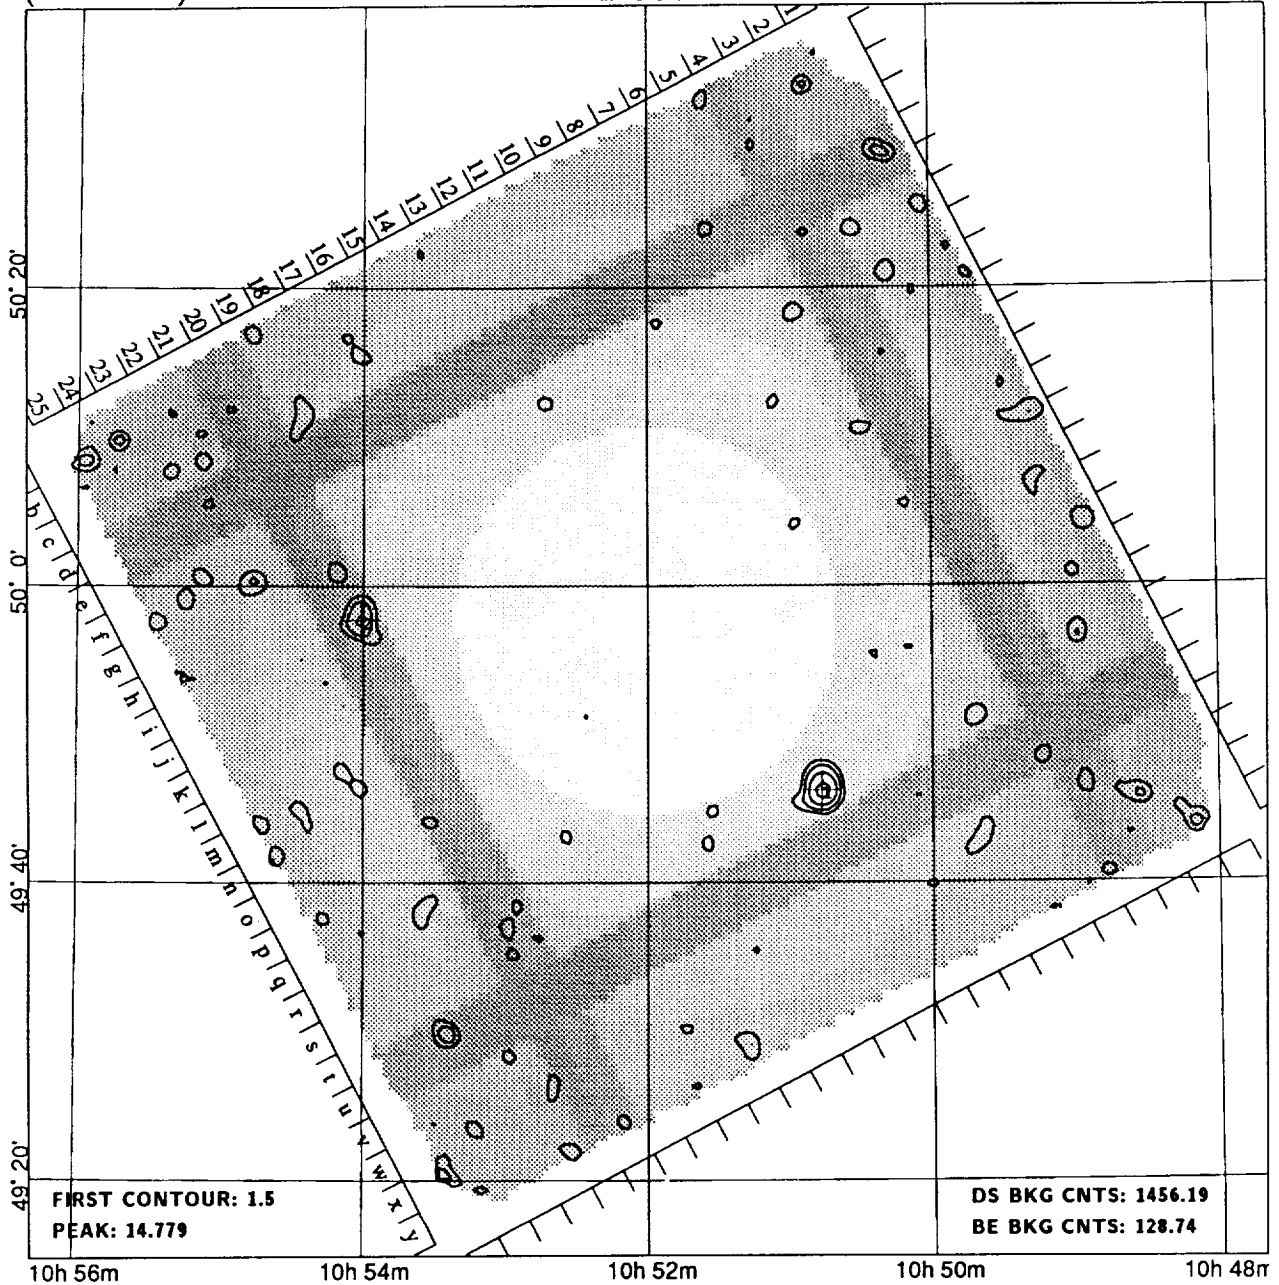 1
2
3
4
5
6
7
8
9
10
11
12
13
14
15
16
17
18
19
20
21
22
23
24
25
b
c
d
e
f
g
h
i
j
k
l
m
n
o
p
q
r
s
t
u
v
w
x
y
50° 20'
50° 0'
49° 40'
49° 20'
FIRST CONTOUR: 1.5
PEAK: 14.779
DS BKG CNTS: 1456.19
BE BKG CNTS: 128.74
10h 56m 10h 54m 10h 52m 10h 50m 10h 48m